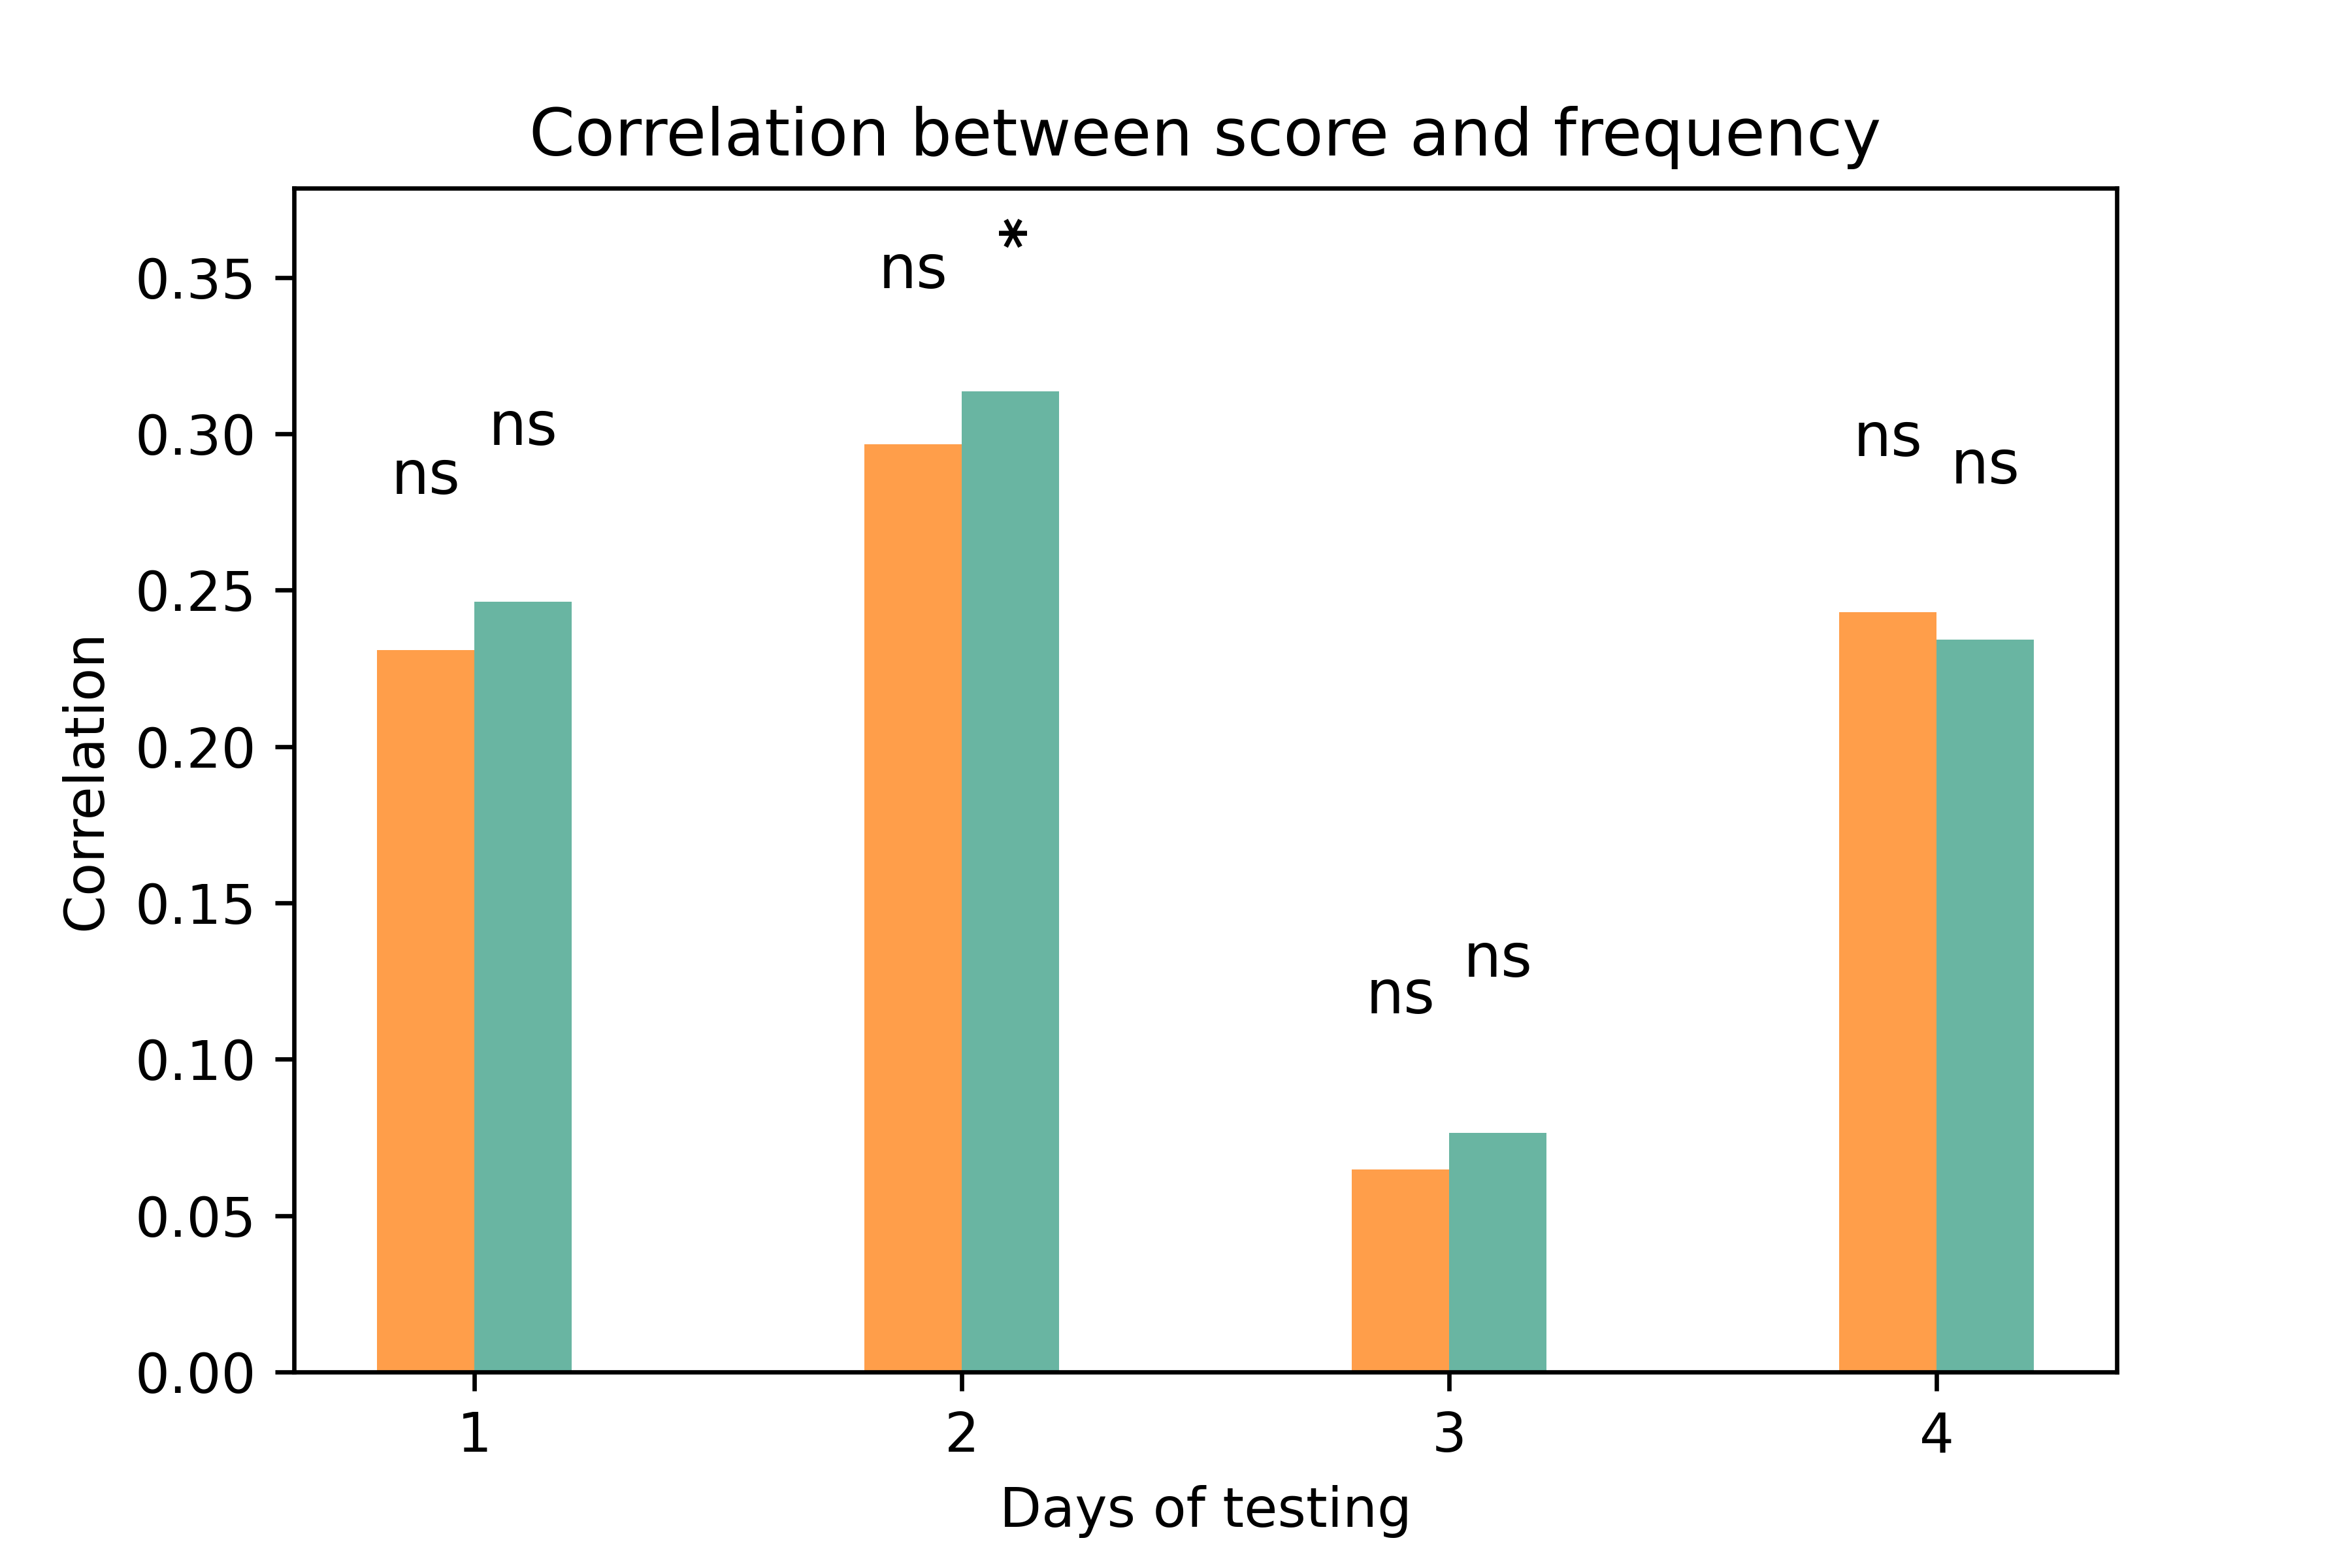 Correlation between score and frequency
Correlation
0.35
0.30
0.25
0.20
0.15
0.10
0.05
0.00
ns
ns
ns
*
ns
ns
ns
ns
1
2
3
4
Days of testing